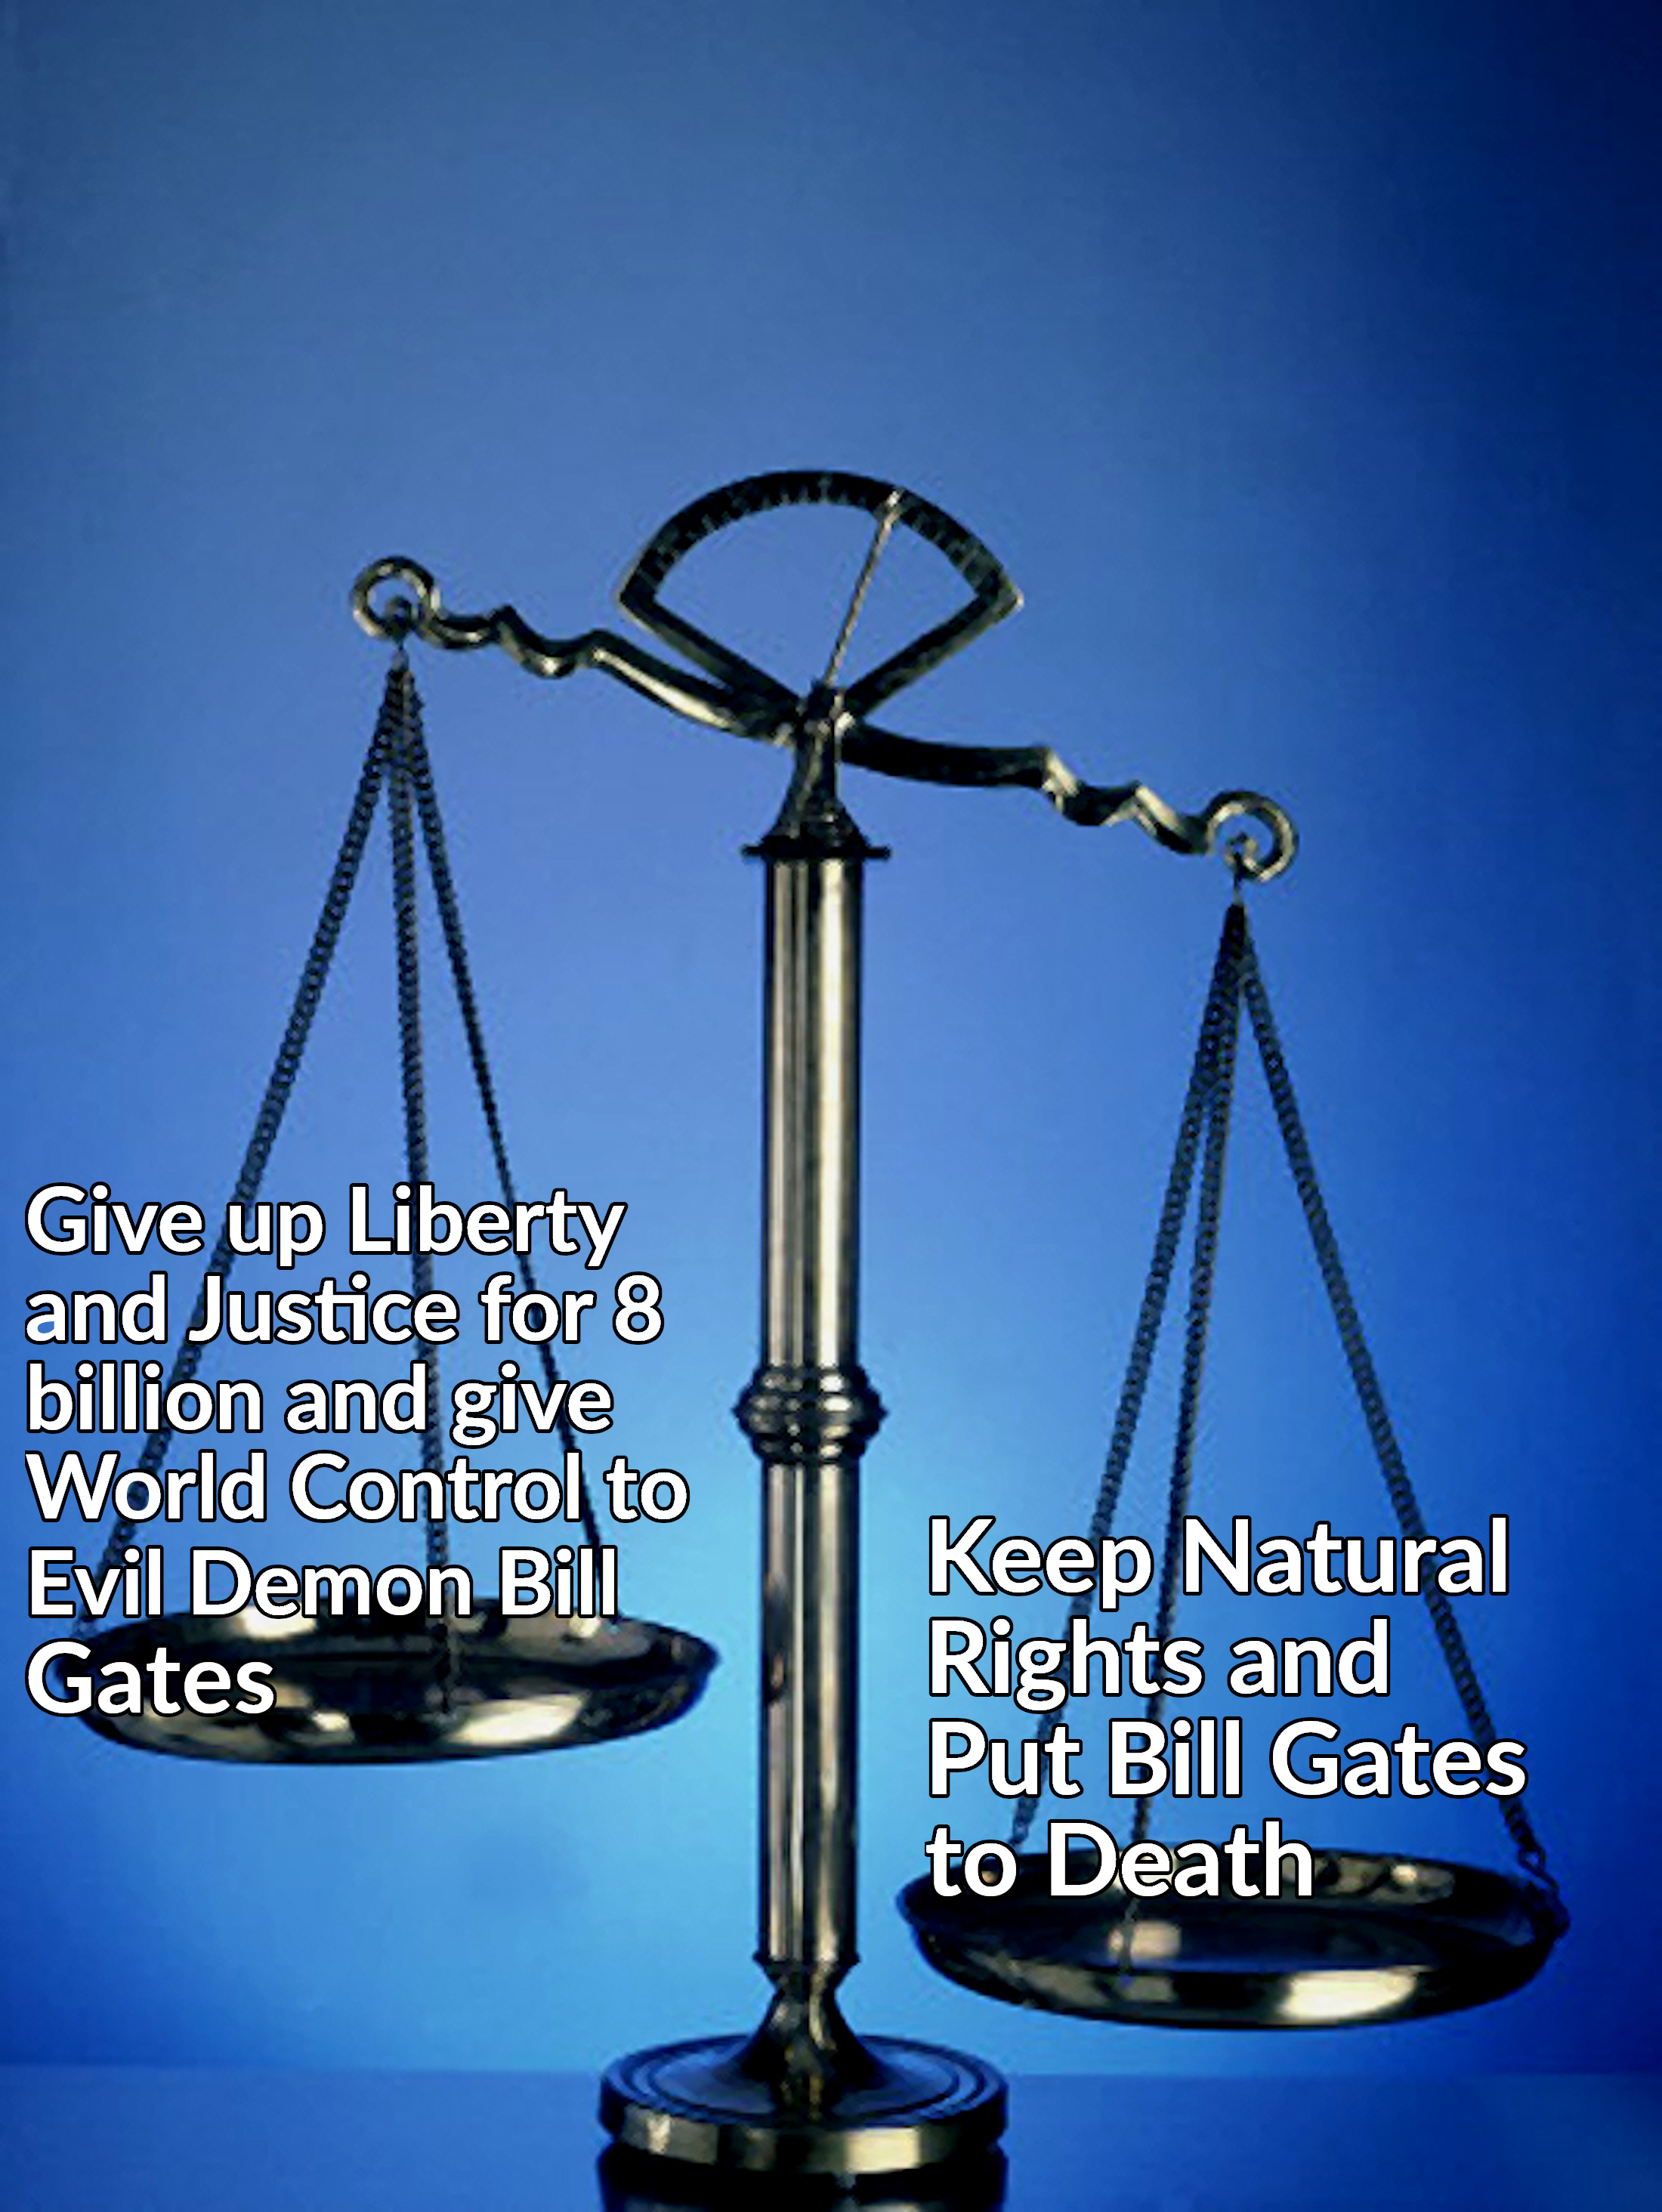 Give up Liberty
and Justice for 8
billion and give
World Control to
Evil Demon Bill
Gates
Keep Natural
Rights and
Put Bill Gates
to Death